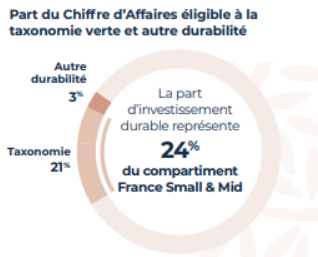 Part du Chiffre d’Affaires éligible à la
taxonomie verte et autre durabilité
Autre
durabilité
3%
Taxonomie
21%
La part
d’investissement
durable représente
24%
du compartiment
France Small & Mid